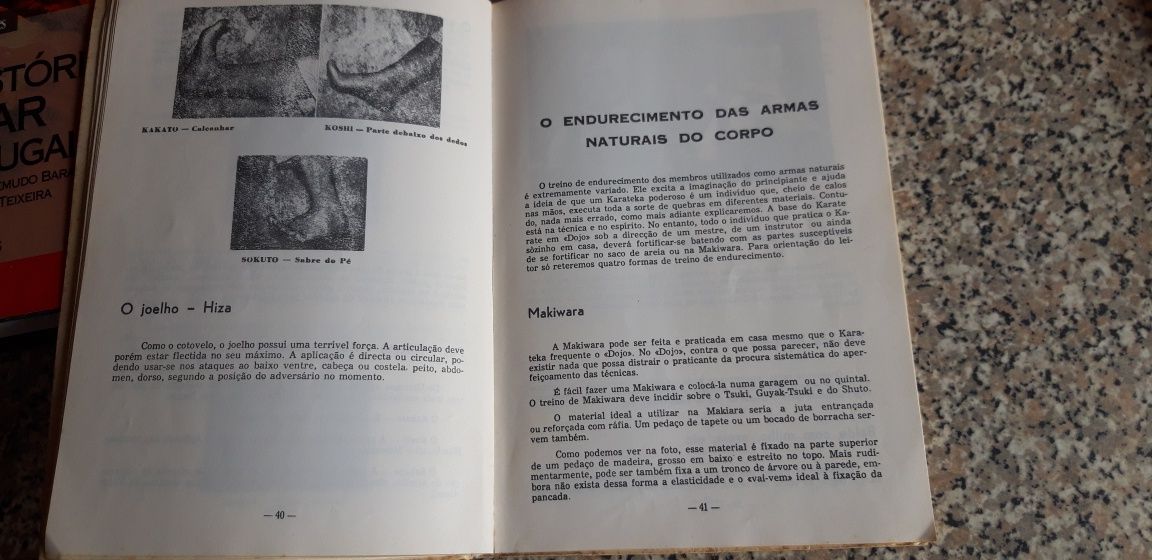 S
STÓRI
AR
UGAL
EMUDO BARA
TEIXEIRA
KAKATO — Calcanhar
KOSHI — Parte debaixo dos dedos
SOKUTO — Sabre do Pé
O joelho – Hiza
Como o cotovelo, o joelho possui uma terrível força. A articulação deve
porém estar flectida no seu máximo. A aplicação é directa ou circular, po-
dendo usar-se nos ataques ao baixo ventre, cabeça ou costela, peito, abdo-
men, dorso, segundo a posição do adversário no momento.
— 40 —
O ENDURECIMENTO DAS ARMAS
NATURAIS DO CORPO
O treino de endurecimento dos membros utilizados como armas naturais
é extremamente variado. Ele excita a imaginação do principiante e ajuda
a ideia de que um Karateka poderoso é um indivíduo que, cheio de calos
nas mãos, executa toda a sorte de quebras em diferentes materiais. Contu-
do, nada mais errado, como mais adiante explicaremos. A base do Karate
está na técnica e no espírito. No entanto, todo o indivíduo que pratica o Ka-
rate em «Dojo» sob a direcção de um mestre, de um instrutor ou ainda
sòzinho em casa, deverá fortificar-se batendo com as partes susceptíveis
de se fortificar no saco de areia ou na Makiwara. Para orientação do lei-
tor só reteremos quatro formas de treino de endurecimento.
Makiwara
A Makiwara pode ser feita e praticada em casa mesmo que o Kara-
teka frequente o «Dojo». No «Dojo», contra o que possa parecer, não deve
existir nada que possa distrair o praticante da procura sistemática do aper-
feiçoamento das técnicas.
É fácil fazer uma Makiwara e colocá-la numa garagem ou no quintal.
O treino de Makiwara deve incidir sobre o Tsuki, Guyak-Tsuki e do Shuto.
O material ideal a utilizar na Makiara seria a juta entrançada
ou reforçada com ráfia. Um pedaço de tapete ou um bocado de borracha ser-
vem também.
Como podemos ver na foto, esse material é fixado na parte superior
de um pedaço de madeira, grosso em baixo e estreito no topo. Mais rudi-
mentarmente, pode ser também fixa a um tronco de árvore ou à parede, em-
bora não exista dessa forma a elasticidade e o «vai-vem» ideal à fixação da
pancada.
— 41 —